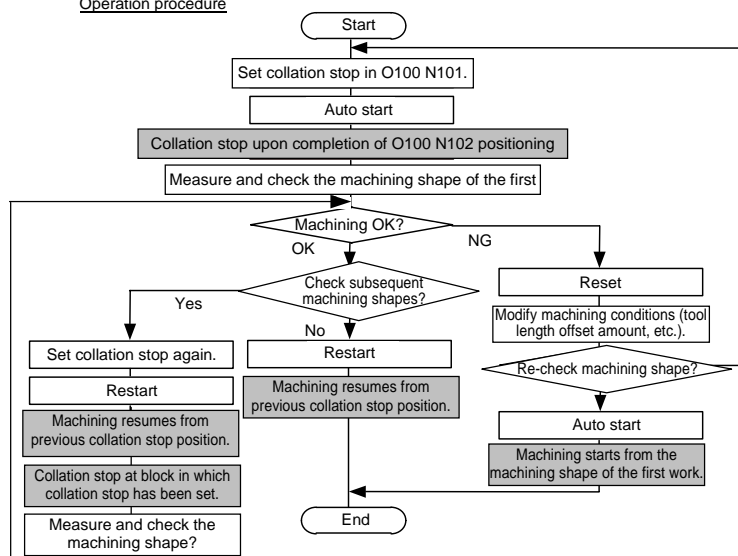 Operation procedure
Start
Set collation stop in O100 N101.
Auto start
Collation stop upon completion of O100 N102 positioning
Measure and check the machining shape of the first
Machining OK?
OK
NG
Check subsequent
machining shapes?
Yes
No
Set collation stop again.
Restart
Machining resumes from
previous collation stop position.
Collation stop at block in which
collation stop has been set.
Measure and check the
machining shape?
Restart
Machining resumes from
previous collation stop position.
Reset
Modify machining conditions (tool
length offset amount, etc.).
Re-check machining shape?
Auto start
Machining starts from the
machining shape of the first work.
End